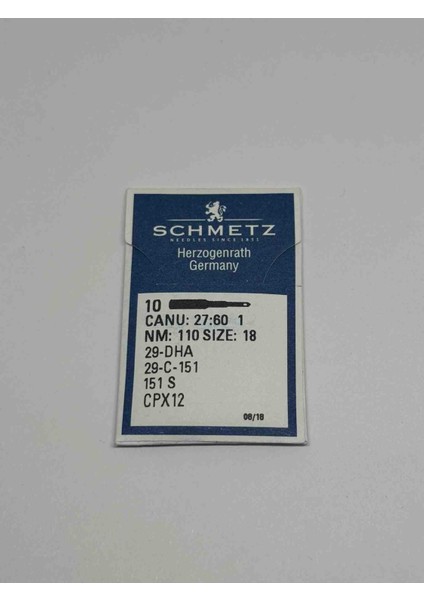 SCHMETZ
NEEDLES SINCE 1851
Herzogenrath
Germany
10
CANU: 27:60 1
NM: 110 SIZE: 18
29-DHA
29-C-151
151 S
CPX12
08/18